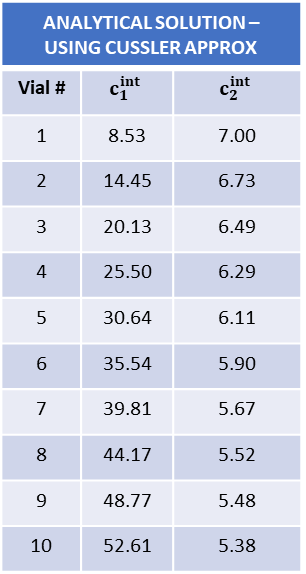 ANALYTICAL SOLUTION –
USING CUSSLER APPROX
Vial # c₁^int c₂^int
1 8.53 7.00
2 14.45 6.73
3 20.13 6.49
4 25.50 6.29
5 30.64 6.11
6 35.54 5.90
7 39.81 5.67
8 44.17 5.52
9 48.77 5.48
10 52.61 5.38